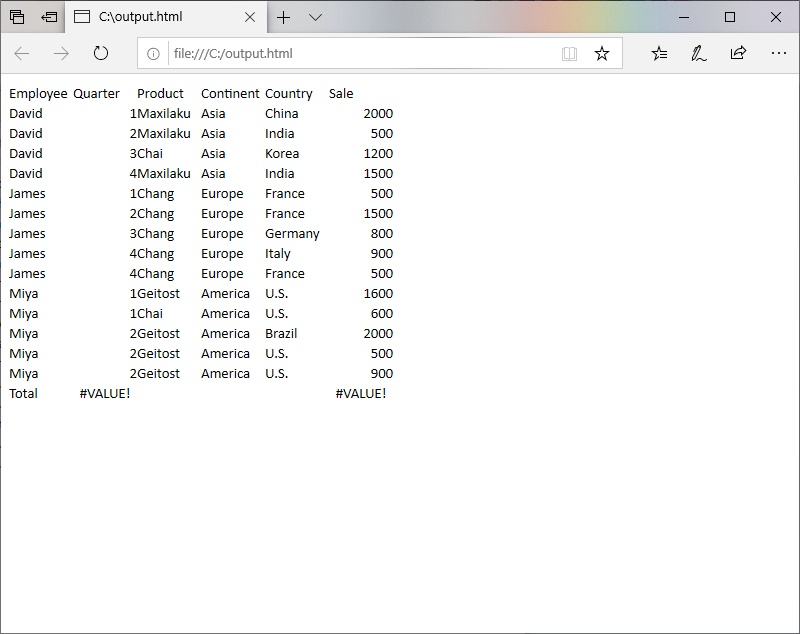 C:\output.html
file:///C:/output.html
Employee Quarter Product Continent Country Sale
David 1 Maxilaku Asia China 2000
David 2 Maxilaku Asia India 500
David 3 Chai Asia Korea 1200
David 4 Maxilaku Asia India 1500
James 1 Chang Europe France 500
James 2 Chang Europe France 1500
James 3 Chang Europe Germany 800
James 4 Chang Europe Italy 900
James 4 Chang Europe France 500
Miya 1 Geitost America U.S. 1600
Miya 1 Chai America U.S. 600
Miya 2 Geitost America Brazil 2000
Miya 2 Geitost America U.S. 500
Miya 2 Geitost America U.S. 900
Total #VALUE! #VALUE!